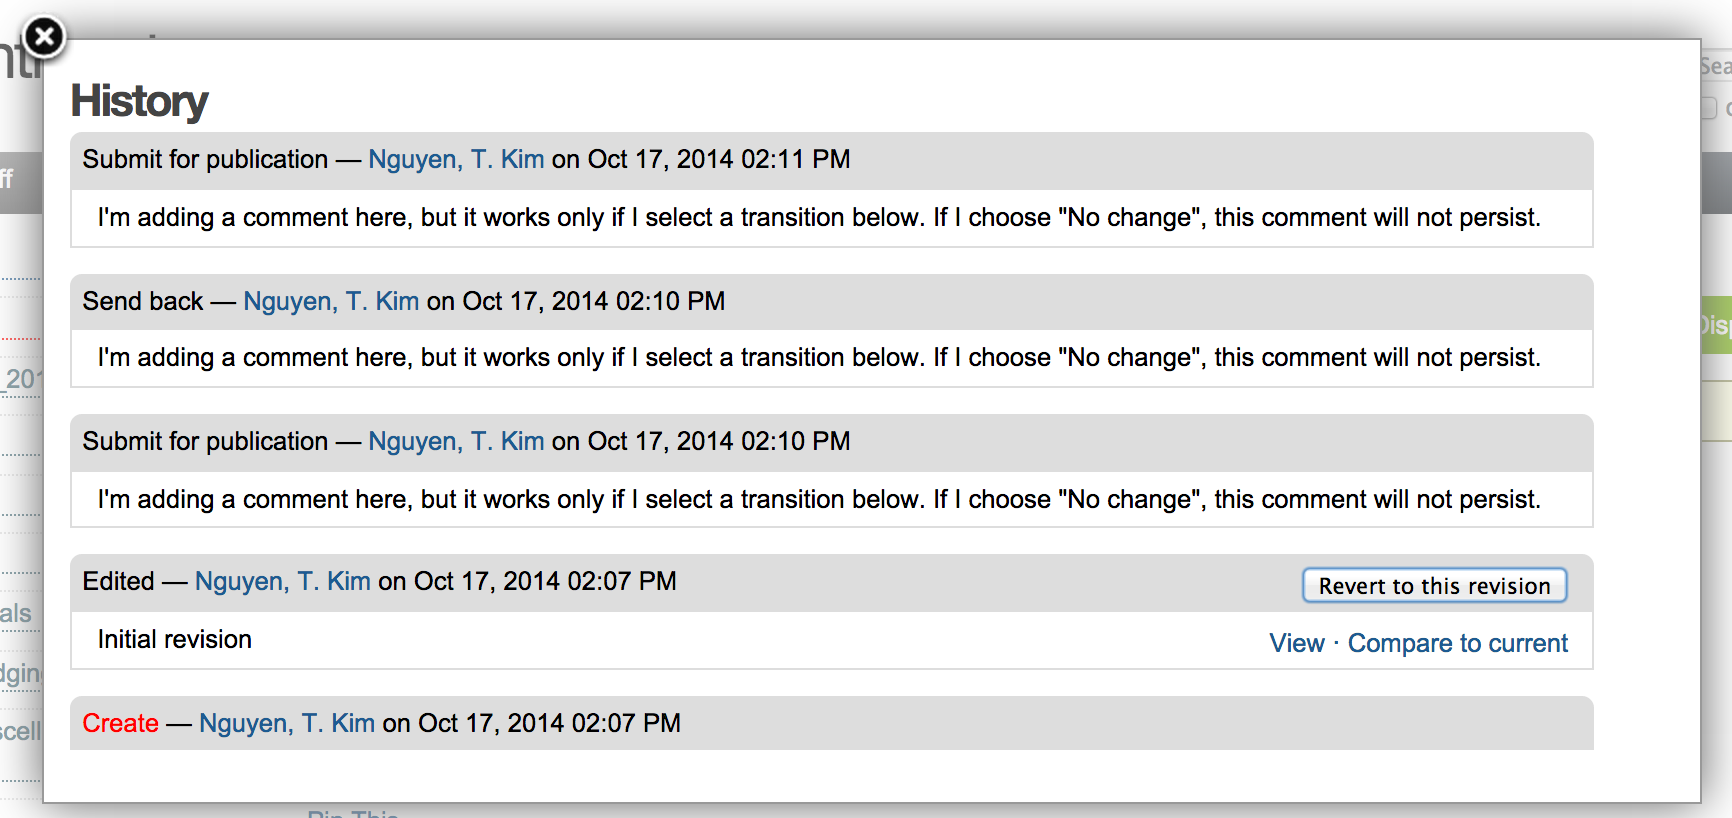 History
Submit for publication — Nguyen, T. Kim on Oct 17, 2014 02:11 PM
I'm adding a comment here, but it works only if I select a transition below. If I choose "No change", this comment will not persist.
Send back — Nguyen, T. Kim on Oct 17, 2014 02:10 PM
I'm adding a comment here, but it works only if I select a transition below. If I choose "No change", this comment will not persist.
Submit for publication — Nguyen, T. Kim on Oct 17, 2014 02:10 PM
I'm adding a comment here, but it works only if I select a transition below. If I choose "No change", this comment will not persist.
Edited — Nguyen, T. Kim on Oct 17, 2014 02:07 PM Revert to this revision
Initial revision View · Compare to current
Create — Nguyen, T. Kim on Oct 17, 2014 02:07 PM